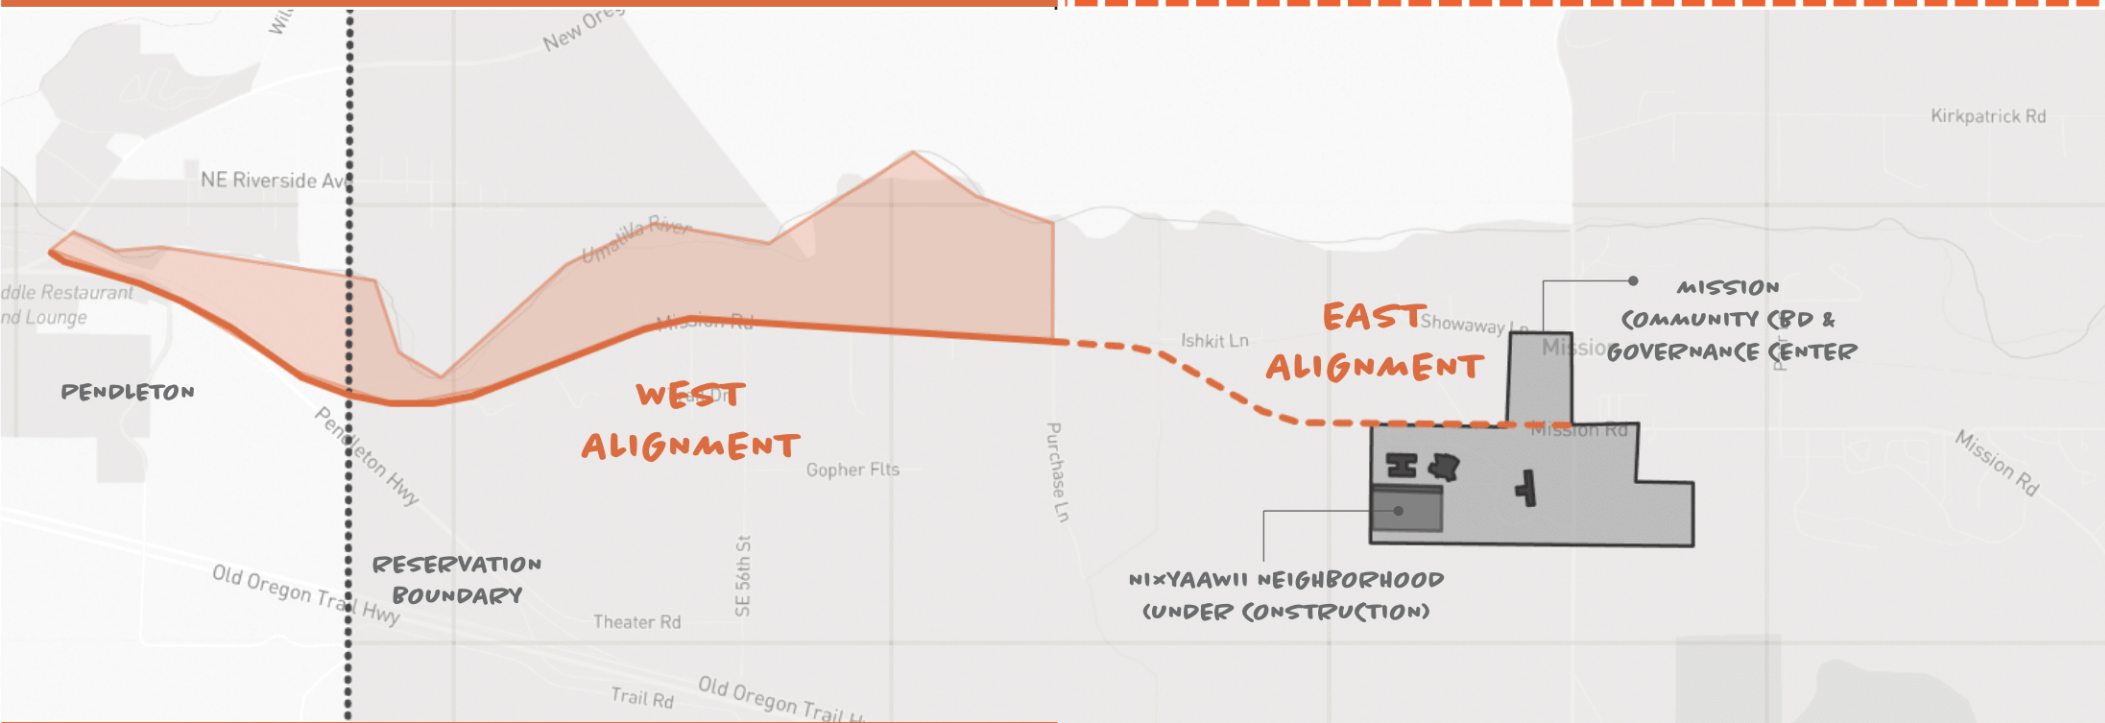 New Oreg
Kirkpatrick Rd
NE Riverside Ave
Umatilla River
ddle Restaurant
nd Lounge
MISSION
COMMUNITY CBD &
GOVERNANCE CENTER
EAST
ALIGNMENT
Showaway Ln
Mission Rd
Ishkit Ln
Mission
PENDLETON
WEST
ALIGNMENT
Pendleton Hwy
Mission Rd
Mission Rd
Purchase Ln
Gopher Flts
RESERVATION
BOUNDARY
Old Oregon Trail Hwy
SE 56th St
NIXYAAWII NEIGHBORHOOD
(UNDER CONSTRUCTION)
Theater Rd
Trail Rd
Old Oregon Trail H